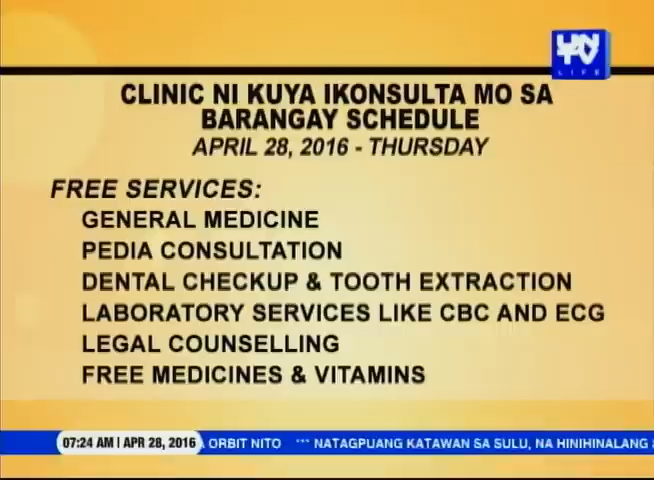 UNTV
LIFE
CLINIC NI KUYA IKONSULTA MO SA
BARANGAY SCHEDULE
APRIL 28, 2016 - THURSDAY
FREE SERVICES:
GENERAL MEDICINE
PEDIA CONSULTATION
DENTAL CHECKUP & TOOTH EXTRACTION
LABORATORY SERVICES LIKE CBC AND ECG
LEGAL COUNSELLING
FREE MEDICINES & VITAMINS
07:24 AM | APR 28, 2016 ORBIT NITO *** NATAGPUANG KATAWAN SA SULU, NA HINIHINALANG